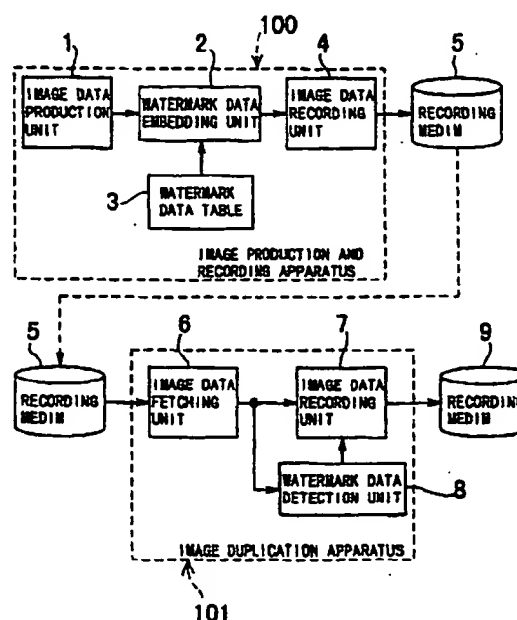 100
1
2
4
5
IMAGE DATA
PRODUCTION
UNIT
WATERMARK DATA
EMBEDDING UNIT
IMAGE DATA
RECORDING
UNIT
RECORDING
MEDIM
3
WATERMARK
DATA TABLE
IMAGE PRODUCTION AND
RECORDING APPARATUS
5
6
7
9
RECORDING
MEDIM
IMAGE DATA
FETCHING
UNIT
IMAGE DATA
RECORDING
UNIT
RECORDING
MEDIM
WATERMARK DATA
DETECTION UNIT
8
IMAGE DUPLICATION APPARATUS
101